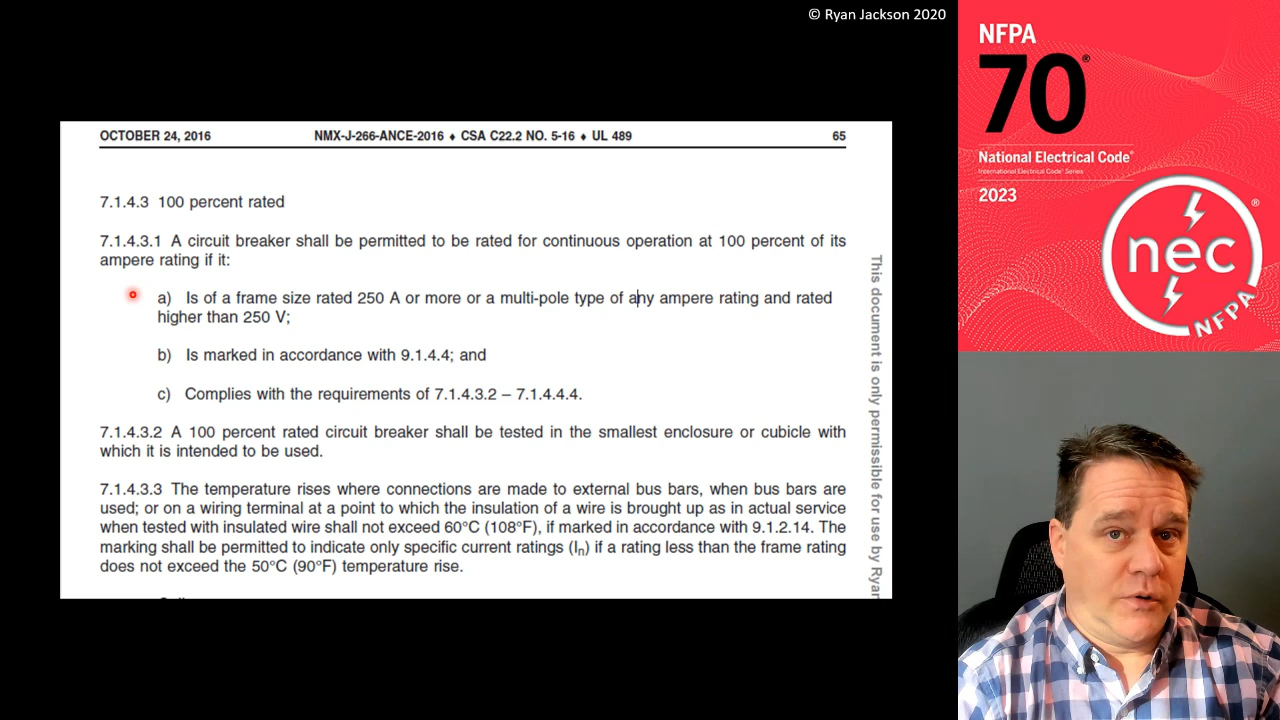 © Ryan Jackson 2020
OCTOBER 24, 2016 NMX-J-266-ANCE-2016 ♦ CSA C22.2 NO. 5-16 ♦ UL 489 65
7.1.4.3 100 percent rated
7.1.4.3.1 A circuit breaker shall be permitted to be rated for continuous operation at 100 percent of its
ampere rating if it:
a) Is of a frame size rated 250 A or more or a multi-pole type of any ampere rating and rated
higher than 250 V;
b) Is marked in accordance with 9.1.4.4; and
c) Complies with the requirements of 7.1.4.3.2 – 7.1.4.4.4.
7.1.4.3.2 A 100 percent rated circuit breaker shall be tested in the smallest enclosure or cubicle with
which it is intended to be used.
7.1.4.3.3 The temperature rises where connections are made to external bus bars, when bus bars are
used; or on a wiring terminal at a point to which the insulation of a wire is brought up as in actual service
when tested with insulated wire shall not exceed 60°C (108°F), if marked in accordance with 9.1.2.14. The
marking shall be permitted to indicate only specific current ratings (In) if a rating less than the frame rating
does not exceed the 50°C (90°F) temperature rise.
This document is only permissible for use by Ryan
NFPA
70®
National Electrical Code®
International Electrical Code® Series
2023
nec®
NFPA